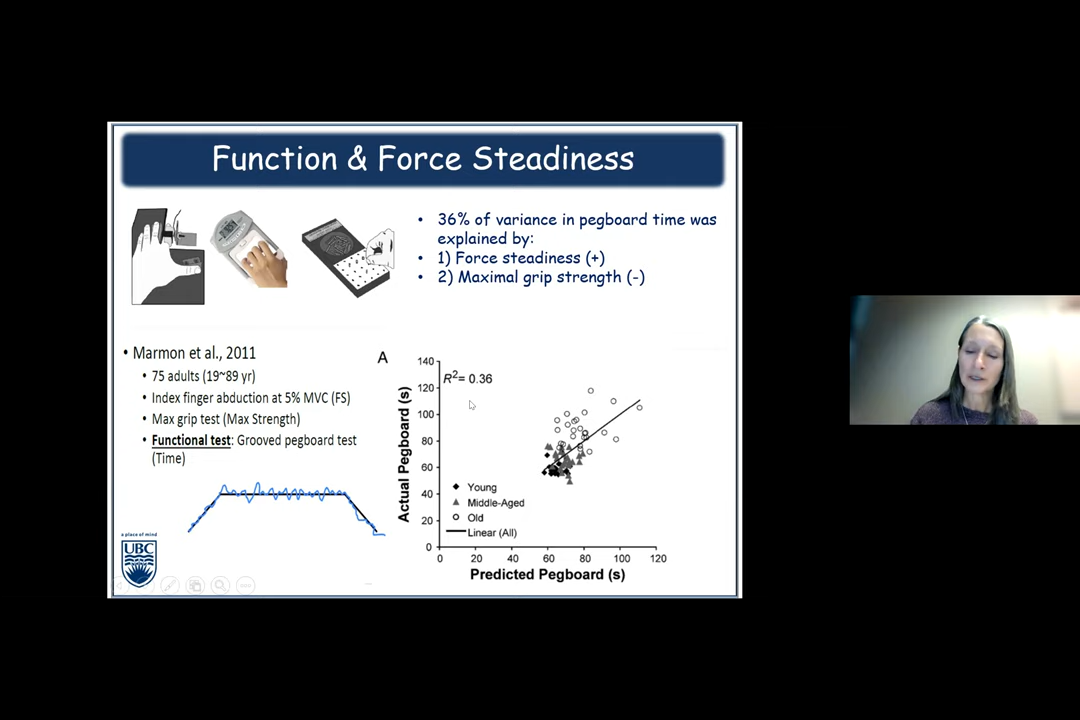 Function & Force Steadiness
• 36% of variance in pegboard time was
explained by:
• 1) Force steadiness (+)
• 2) Maximal grip strength (-)
• Marmon et al., 2011
• 75 adults (19~89 yr)
• Index finger abduction at 5% MVC (FS)
• Max grip test (Max Strength)
• Functional test: Grooved pegboard test
(Time)
A
R²= 0.36
Actual Pegboard (s)
140
120
100
80
60
40
20
0
Young
Middle-Aged
Old
Linear (All)
0 20 40 60 80 100 120
Predicted Pegboard (s)
a place of mind
UBC